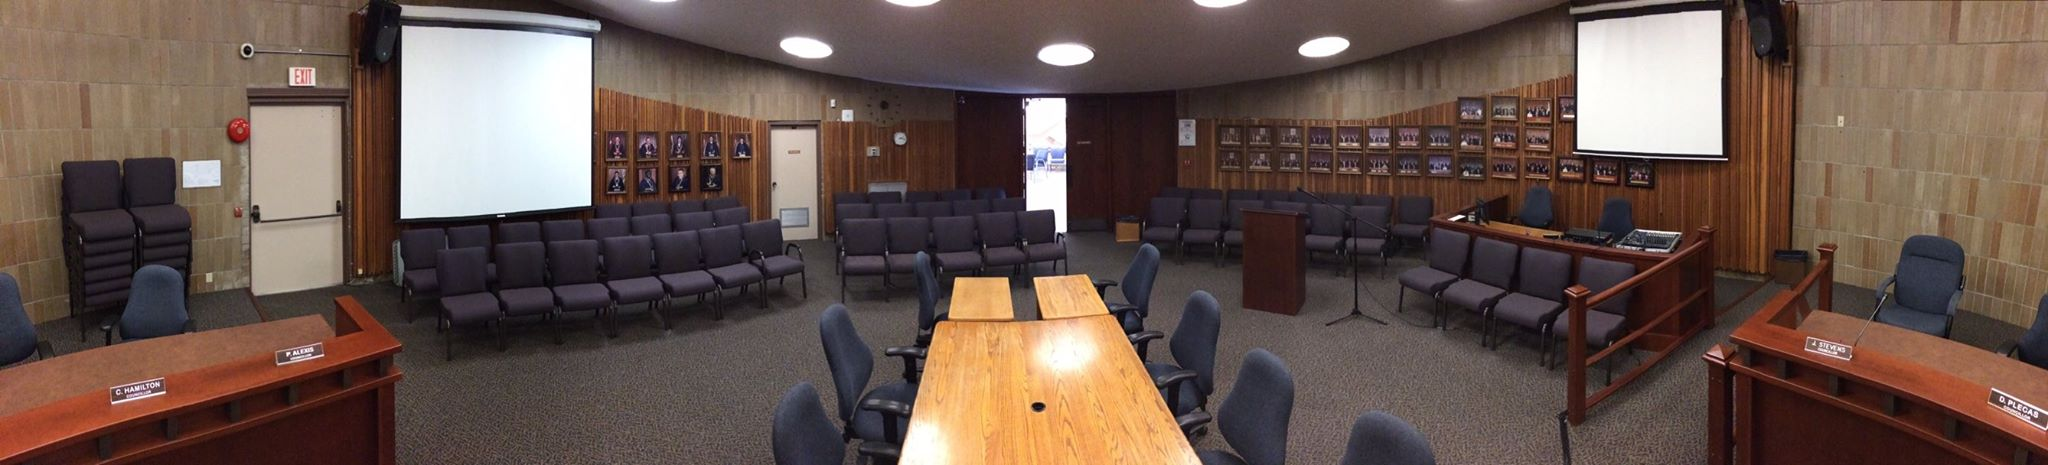 EXIT
C. HAMILTON
COUNCILLOR
P. ALEXIS
COUNCILLOR
J. STEVENS
COUNCILLOR
D. PLECAS
COUNCILLOR